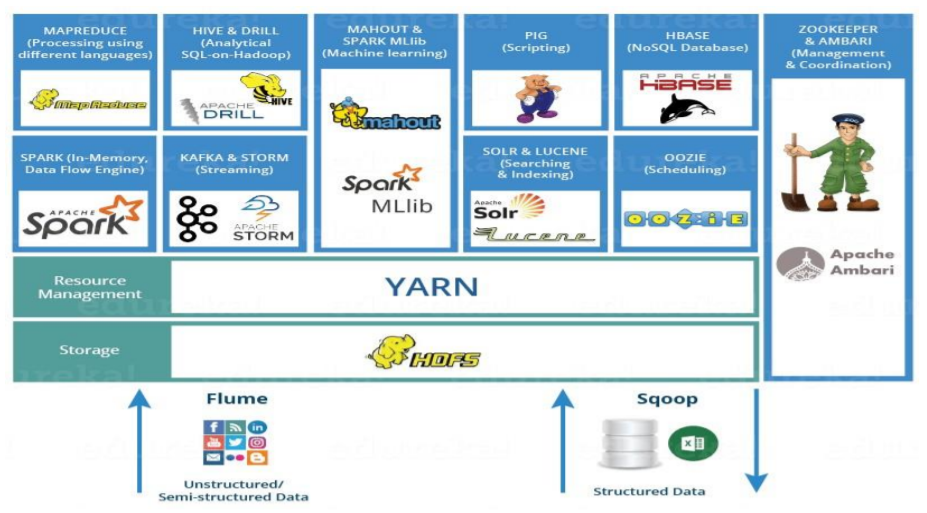 MAPREDUCE
(Processing using
different languages)
Map Reduce
HIVE & DRILL
(Analytical
SQL-on-Hadoop)
HIVE
APACHE
DRILL
MAHOUT &
SPARK MLlib
(Machine learning)
mahout
Spark
MLlib
PIG
(Scripting)
HBASE
(NoSQL Database)
APACHE
HBASE
ZOOKEEPER
& AMBARI
(Management
& Coordination)
Apache
Ambari
SPARK (In-Memory,
Data Flow Engine)
APACHE
Spark
KAFKA & STORM
(Streaming)
APACHE
STORM
SOLR & LUCENE
(Searching
& Indexing)
Apache
Solr
Lucene
OOZIE
(Scheduling)
OOZIE
Resource
Management
YARN
Storage
HDFS
Flume
Unstructured/
Semi-structured Data
Sqoop
Structured Data
edureka!